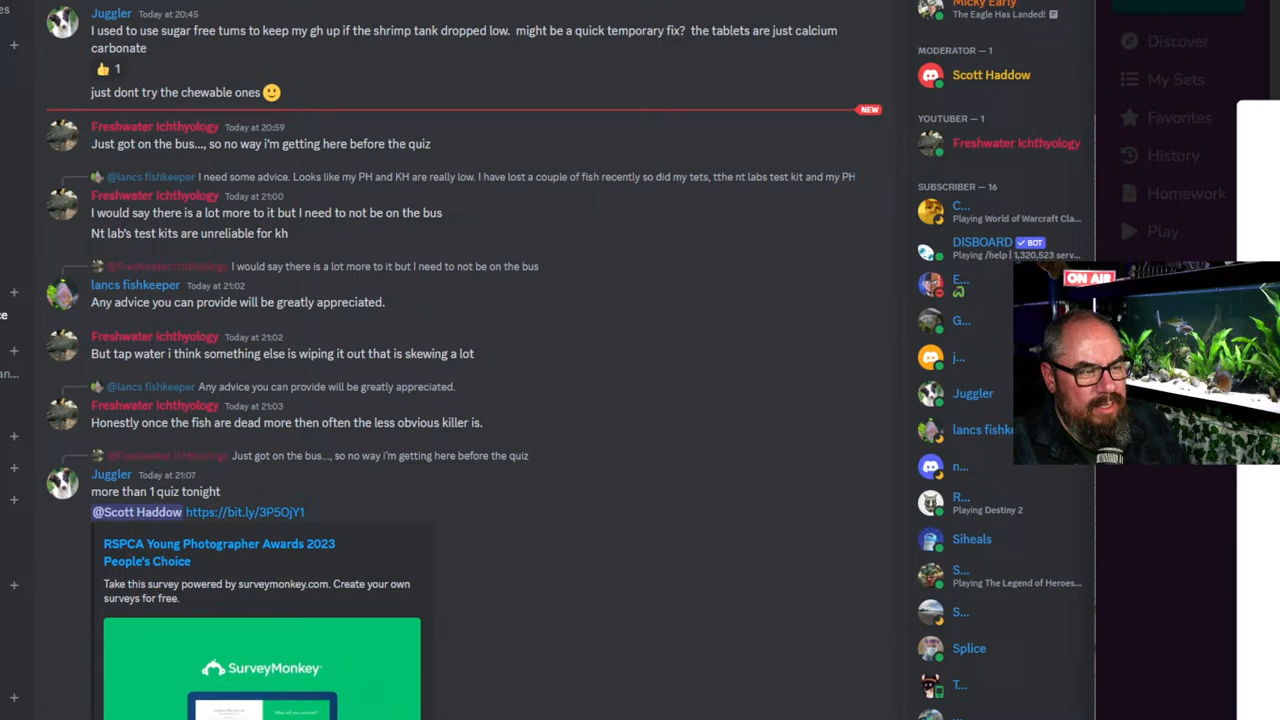 Juggler Today at 20:45
I used to use sugar free tums to keep my gh up if the shrimp tank dropped low. might be a quick temporary fix? the tablets are just calcium
carbonate
👍 1
just dont try the chewable ones 🙂
NEW
Freshwater Ichthyology Today at 20:59
Just got on the bus..., so no way i'm getting here before the quiz
@lancs fishkeeper I need some advice. Looks like my PH and KH are really low. I have lost a couple of fish recently so did my tets, tthe nt labs test kit and my PH
Freshwater Ichthyology Today at 21:00
I would say there is a lot more to it but I need to not be on the bus
Nt lab's test kits are unreliable for kh
@Freshwater Ichthyology I would say there is a lot more to it but I need to not be on the bus
lancs fishkeeper Today at 21:02
Any advice you can provide will be greatly appreciated.
Freshwater Ichthyology Today at 21:02
But tap water i think something else is wiping it out that is skewing a lot
@lancs fishkeeper Any advice you can provide will be greatly appreciated.
Freshwater Ichthyology Today at 21:03
Honestly once the fish are dead more then often the less obvious killer is.
@Freshwater Ichthyology Just got on the bus..., so no way i'm getting here before the quiz
Juggler Today at 21:07
more than 1 quiz tonight
@Scott Haddow https://bit.ly/3P5OjY1
RSPCA Young Photographer Awards 2023
People's Choice
Take this survey powered by surveymonkey.com. Create your own
surveys for free.
SurveyMonkey
Micky Early
The Eagle Has Landed!
MODERATOR — 1
Scott Haddow
YOUTUBER — 1
Freshwater Ichthyology
SUBSCRIBER — 16
C...
Playing World of Warcraft Cla...
DISBOARD ✓ BOT
Playing /help | 1,320,523 serv...
E...
G...
j...
Juggler
lancs fishke
n...
R...
Playing Destiny 2
Siheals
S...
Playing The Legend of Heroes...
S...
Splice
T...
Discover
My Sets
Favorites
History
Homework
Play
ON AIR